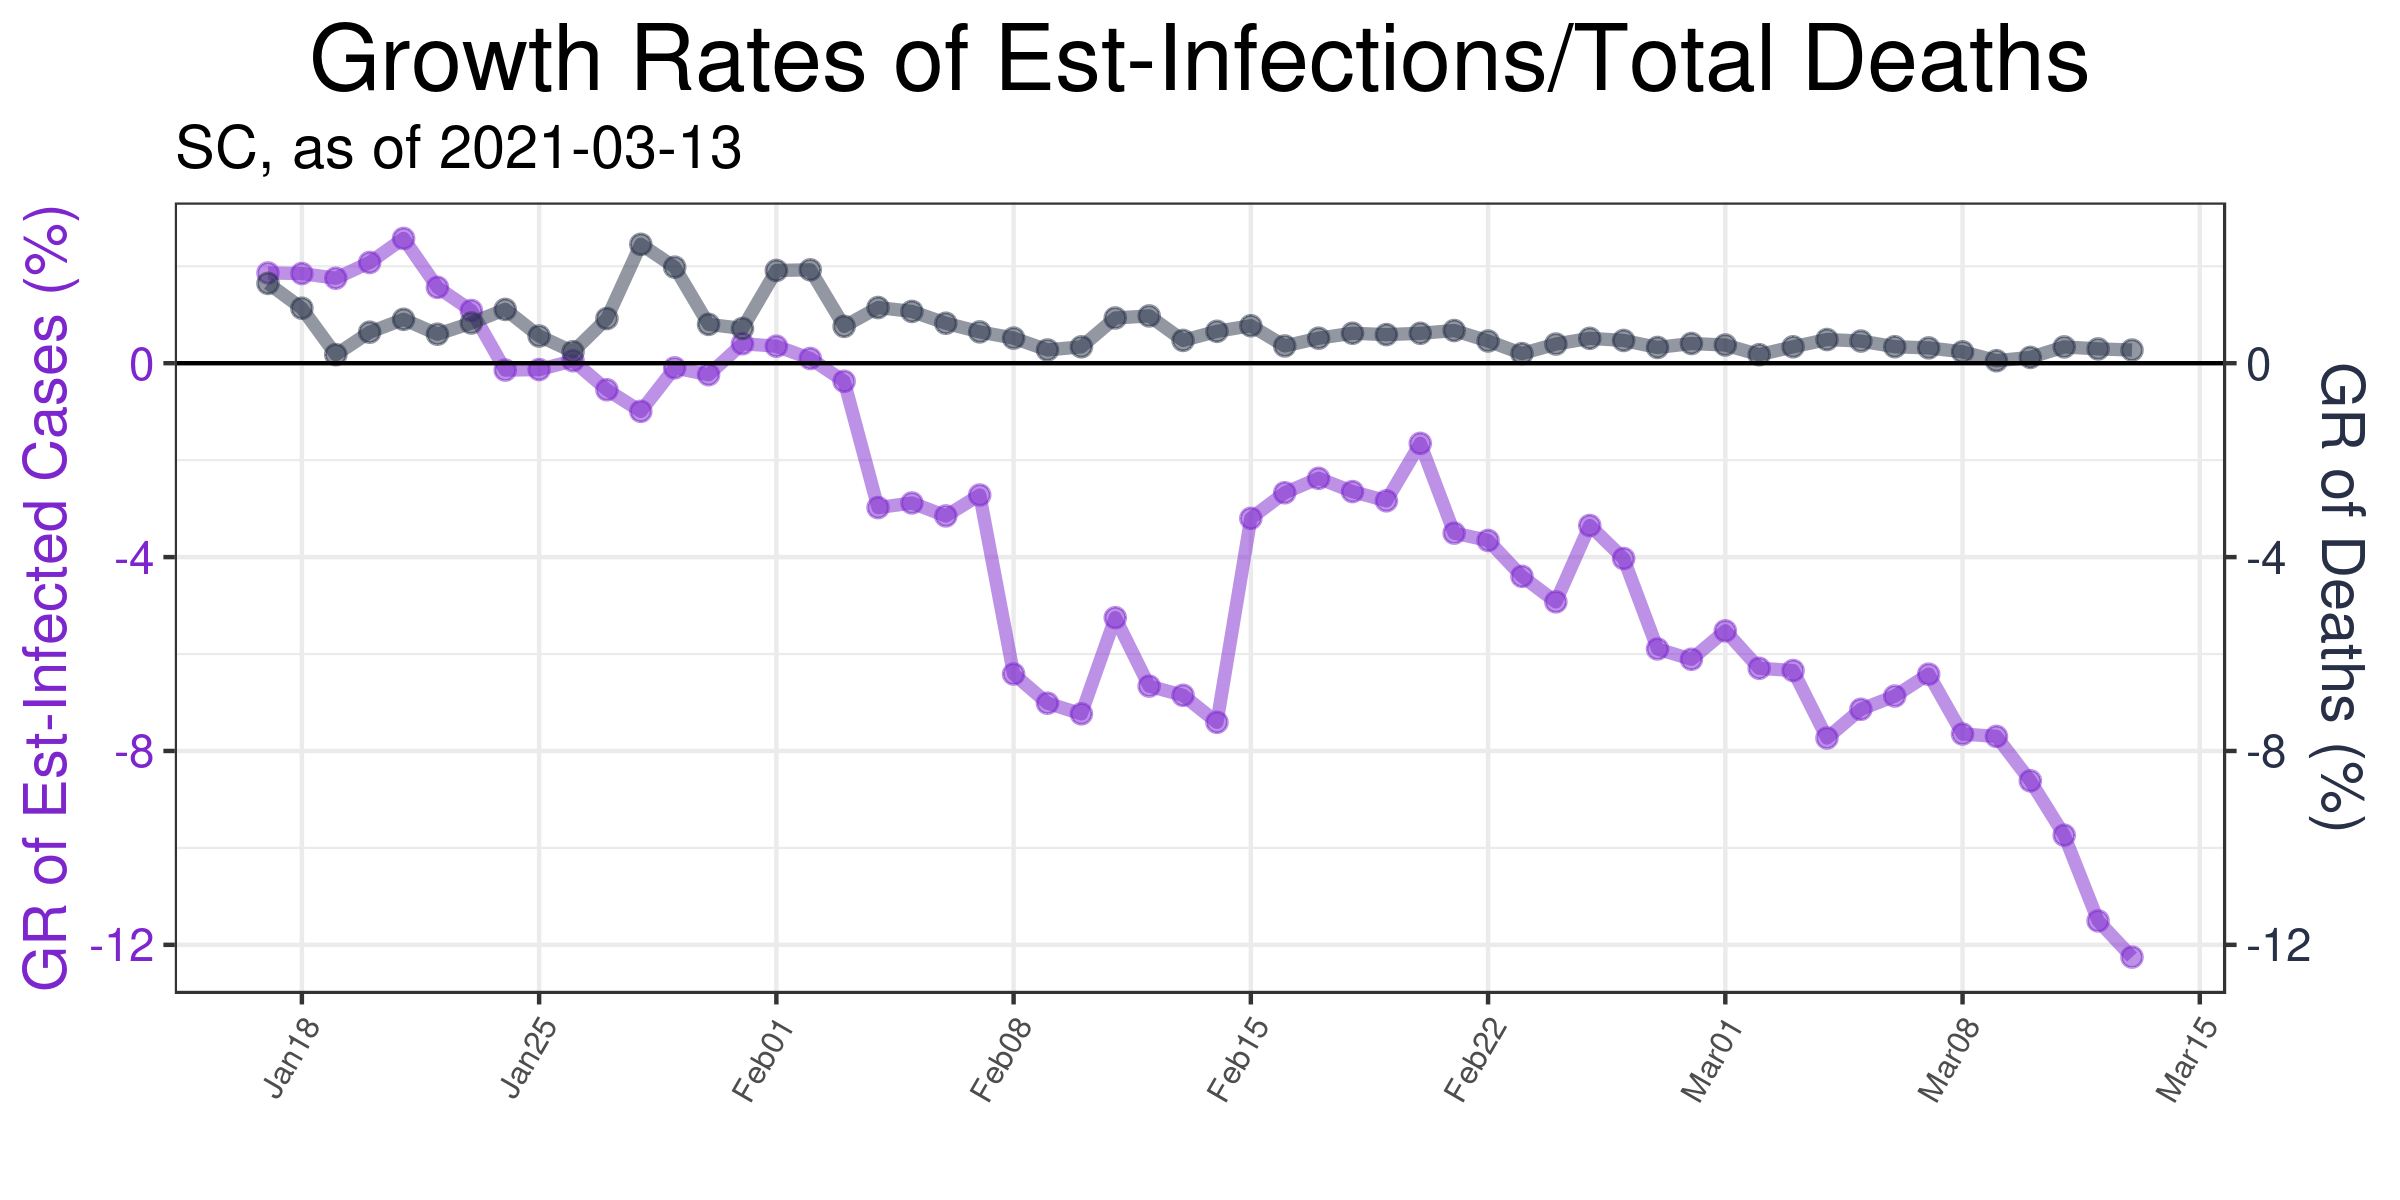 Growth Rates of Est-Infections/Total Deaths
SC, as of 2021-03-13
GR of Est-Infected Cases (%)
0
-4
-8
-12
0
-4
-8
-12
GR of Deaths (%)
Jan18
Jan25
Feb01
Feb08
Feb15
Feb22
Mar01
Mar08
Mar15